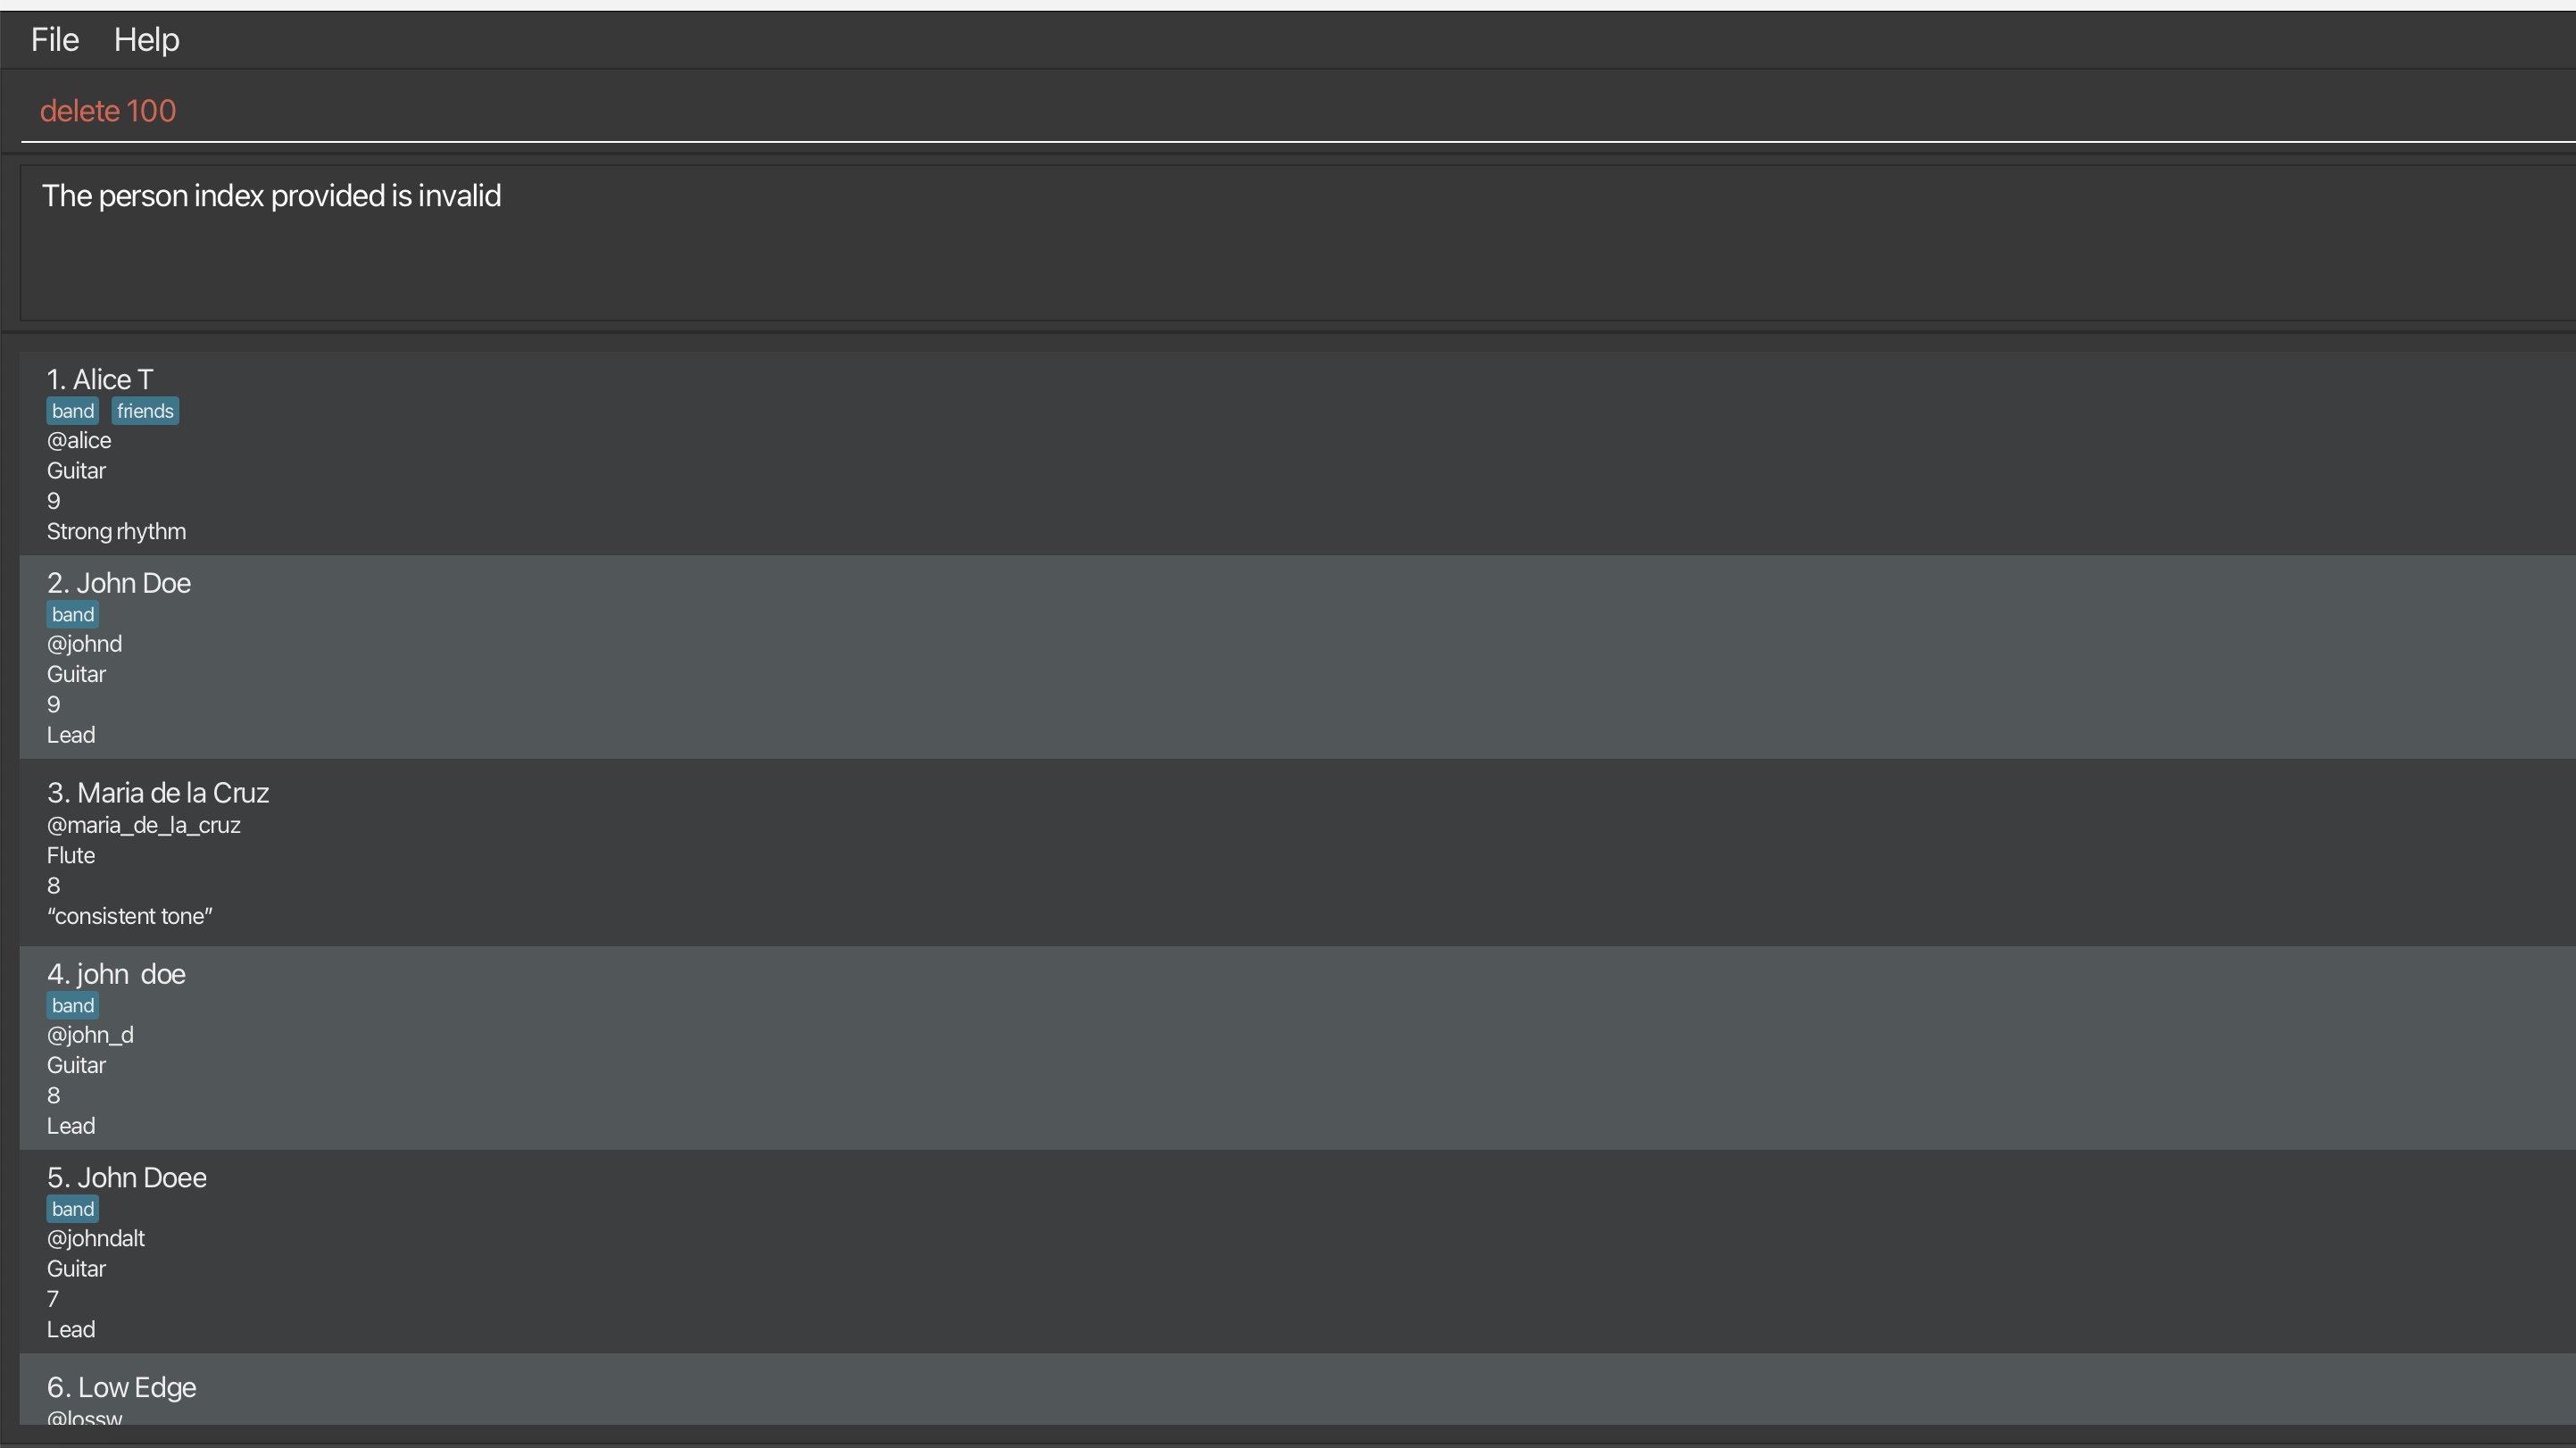 File Help
delete 100
The person index provided is invalid
1. Alice T
band friends
@alice
Guitar
9
Strong rhythm
2. John Doe
band
@johnd
Guitar
9
Lead
3. Maria de la Cruz
@maria_de_la_cruz
Flute
8
“consistent tone”
4. john  doe
band
@john_d
Guitar
8
Lead
5. John Doee
band
@johndalt
Guitar
7
Lead
6. Low Edge
@lossw